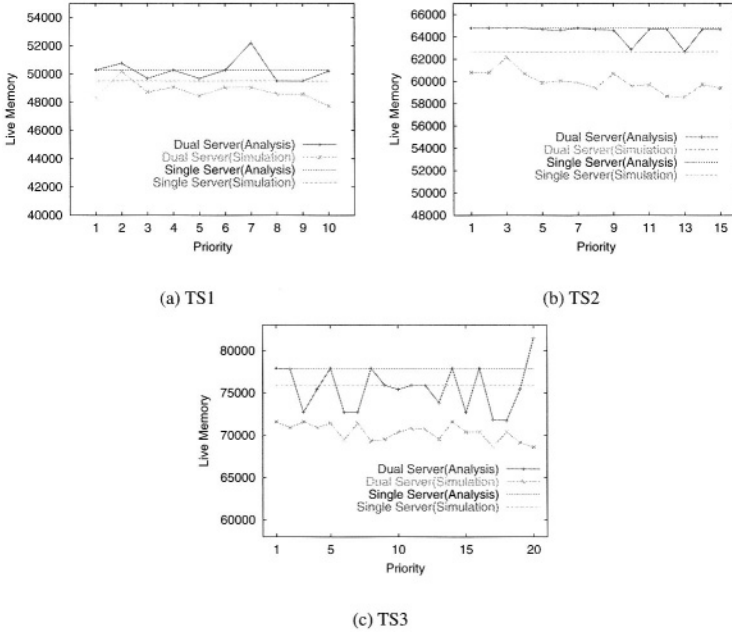 54000
52000
50000
48000
46000
44000
42000
40000
Live Memory
1 2 3 4 5 6 7 8 9 10
Priority
Dual Server(Analysis)
Dual Server(Simulation)
Single Server(Analysis)
Single Server(Simulation)
(a) TS1
66000
64000
62000
60000
58000
56000
54000
52000
50000
48000
Live Memory
1 3 5 7 9 11 13 15
Priority
Dual Server(Analysis)
Dual Server(Simulation)
Single Server(Analysis)
Single Server(Simulation)
(b) TS2
80000
75000
70000
65000
60000
Live Memory
1 5 10 15 20
Priority
Dual Server(Analysis)
Dual Server(Simulation)
Single Server(Analysis)
Single Server(Simulation)
(c) TS3